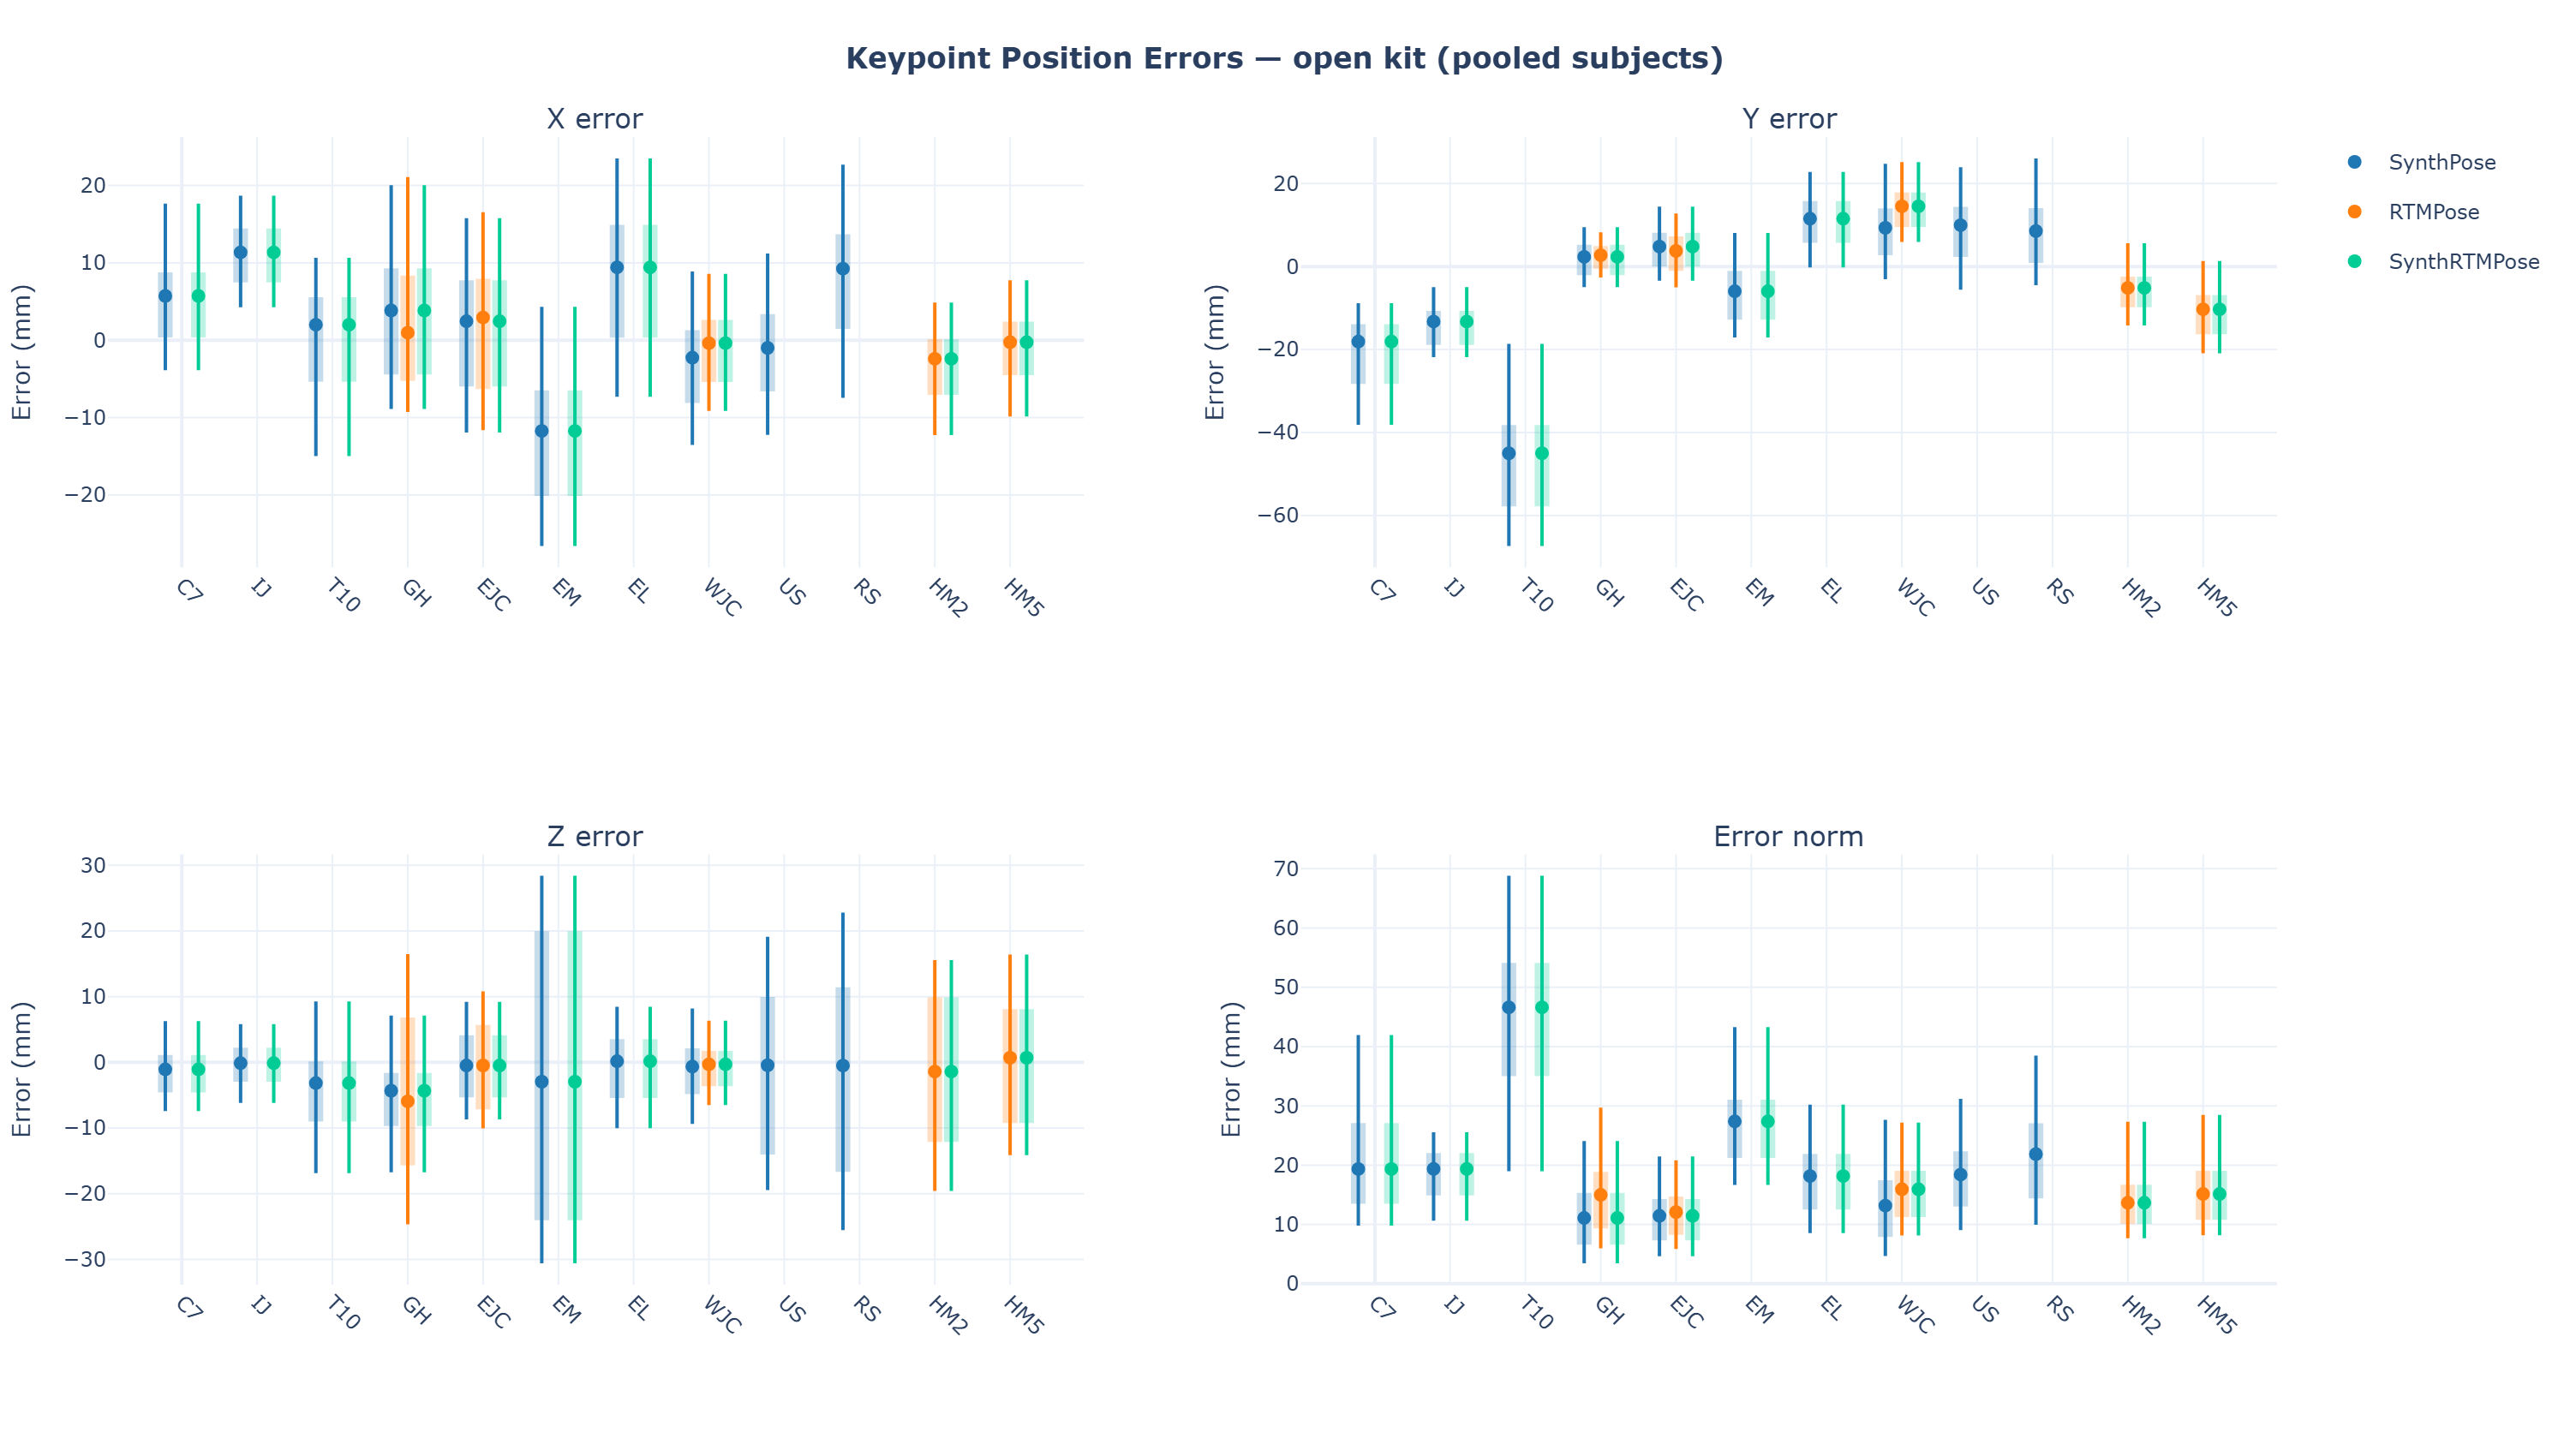 Keypoint Position Errors — open kit (pooled subjects)
X error
Error (mm)
20
10
0
−10
−20
C7
IJ
T10
GH
EJC
EM
EL
WJC
US
RS
HM2
HM5
Y error
Error (mm)
20
0
−20
−40
−60
C7
IJ
T10
GH
EJC
EM
EL
WJC
US
RS
HM2
HM5
SynthPose
RTMPose
SynthRTMPose
Z error
Error (mm)
30
20
10
0
−10
−20
−30
C7
IJ
T10
GH
EJC
EM
EL
WJC
US
RS
HM2
HM5
Error norm
Error (mm)
70
60
50
40
30
20
10
0
C7
IJ
T10
GH
EJC
EM
EL
WJC
US
RS
HM2
HM5